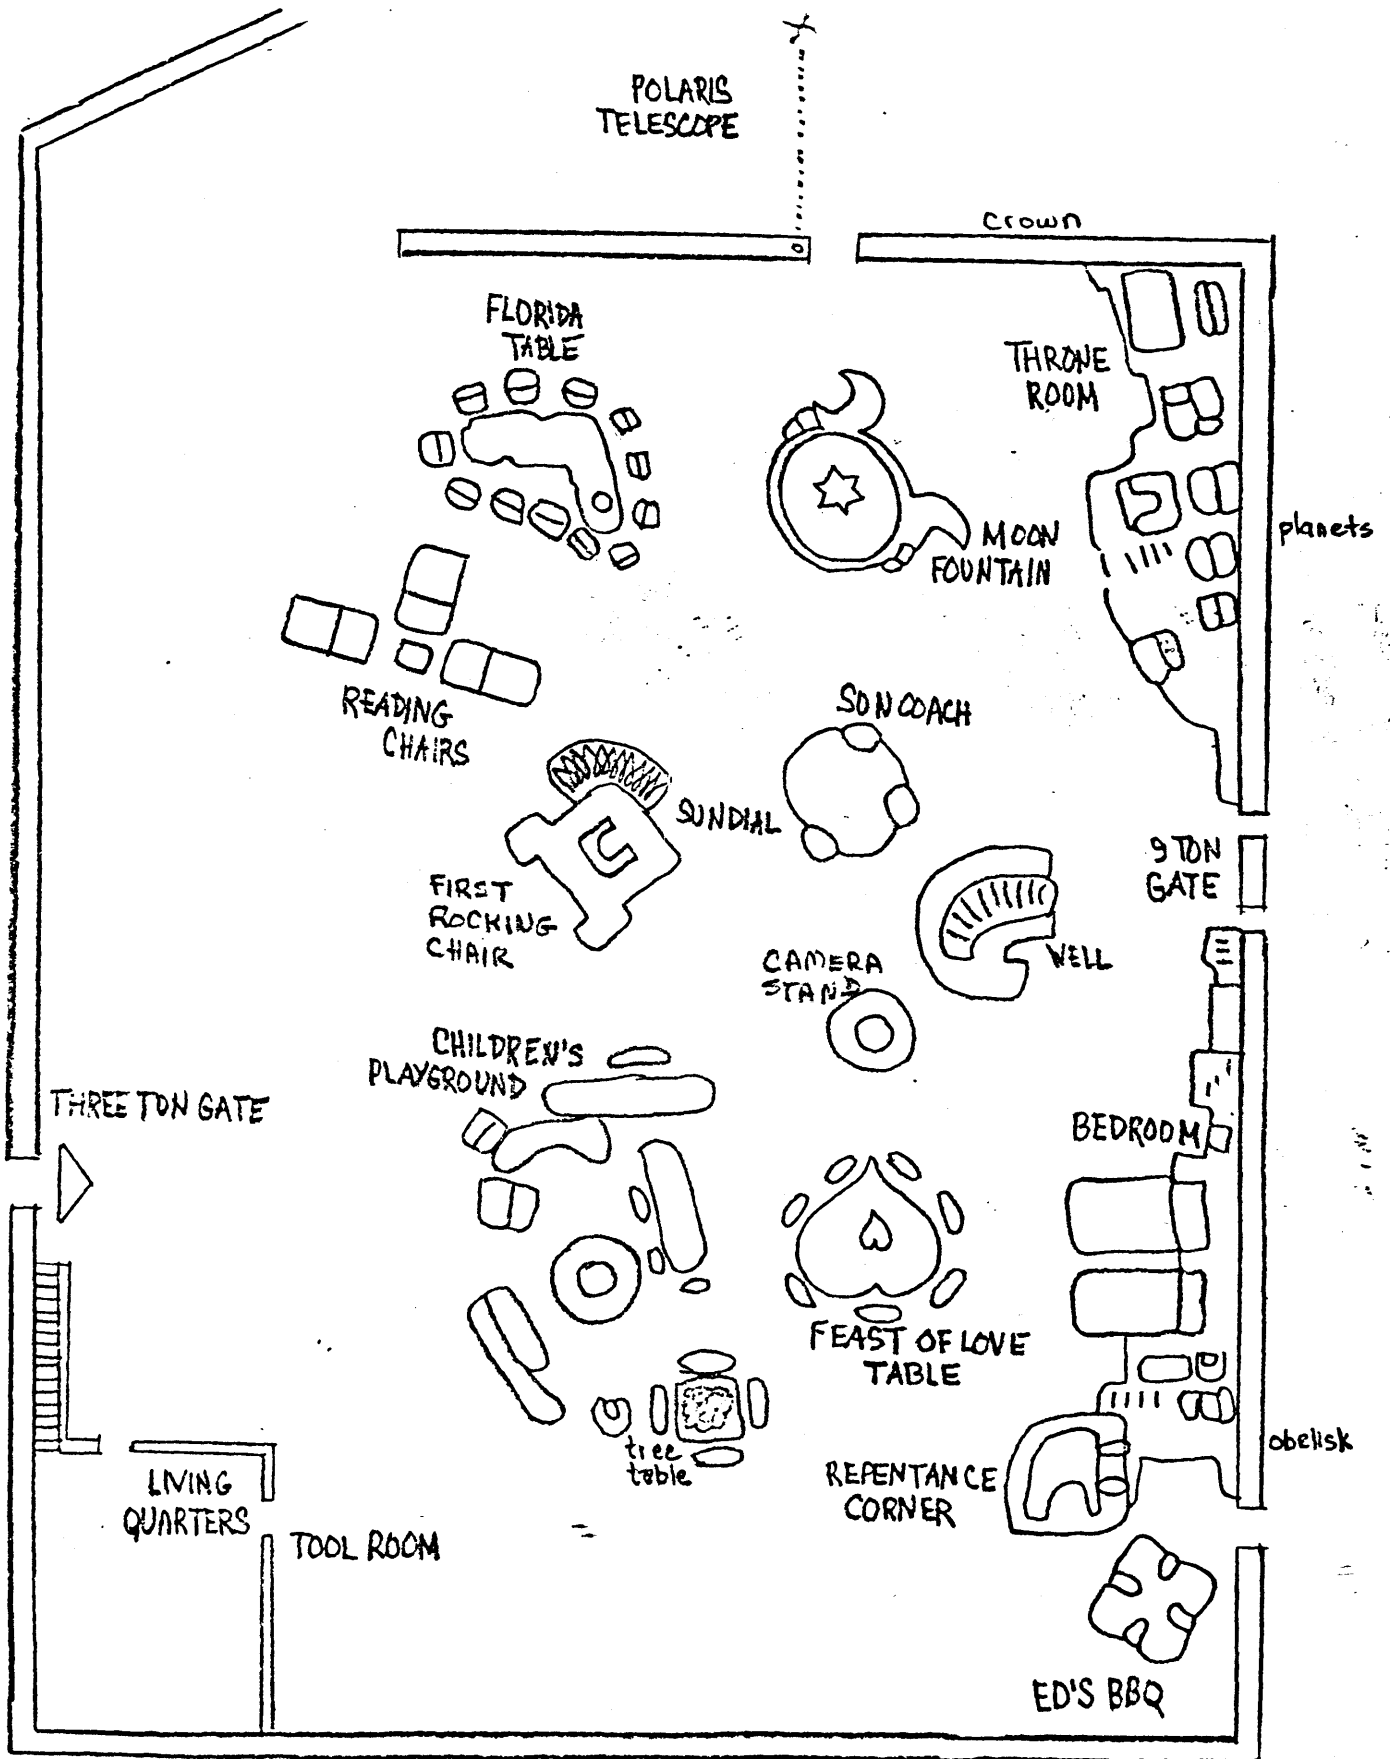 POLARIS
TELESCOPE
crown
FLORIDA
TABLE
THRONE
ROOM
planets
MOON
FOUNTAIN
READING
CHAIRS
SUN COACH
SUNDIAL
9 TON
GATE
FIRST
ROCKING
CHAIR
WELL
CAMERA
STAND
CHILDREN'S
PLAYGROUND
THREE TON GATE
BEDROOM
FEAST OF LOVE
TABLE
tree
table
obelisk
REPENTANCE
CORNER
LIVING
QUARTERS
TOOL ROOM
ED'S BBQ